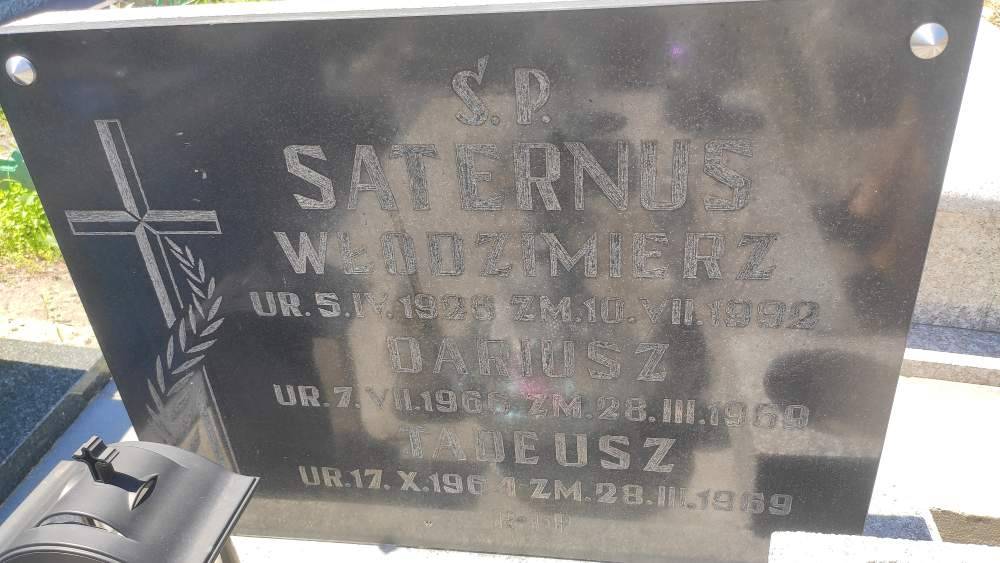 Ś.P.
SATERNUS
WŁODZIMIERZ
UR. 5.IV.1926 ZM.10.VII.1992
DARIUSZ
UR.7.VII.1966 ZM.28.III.1969
TADEUSZ
UR.17.X.1964 ZM.28.III.1969